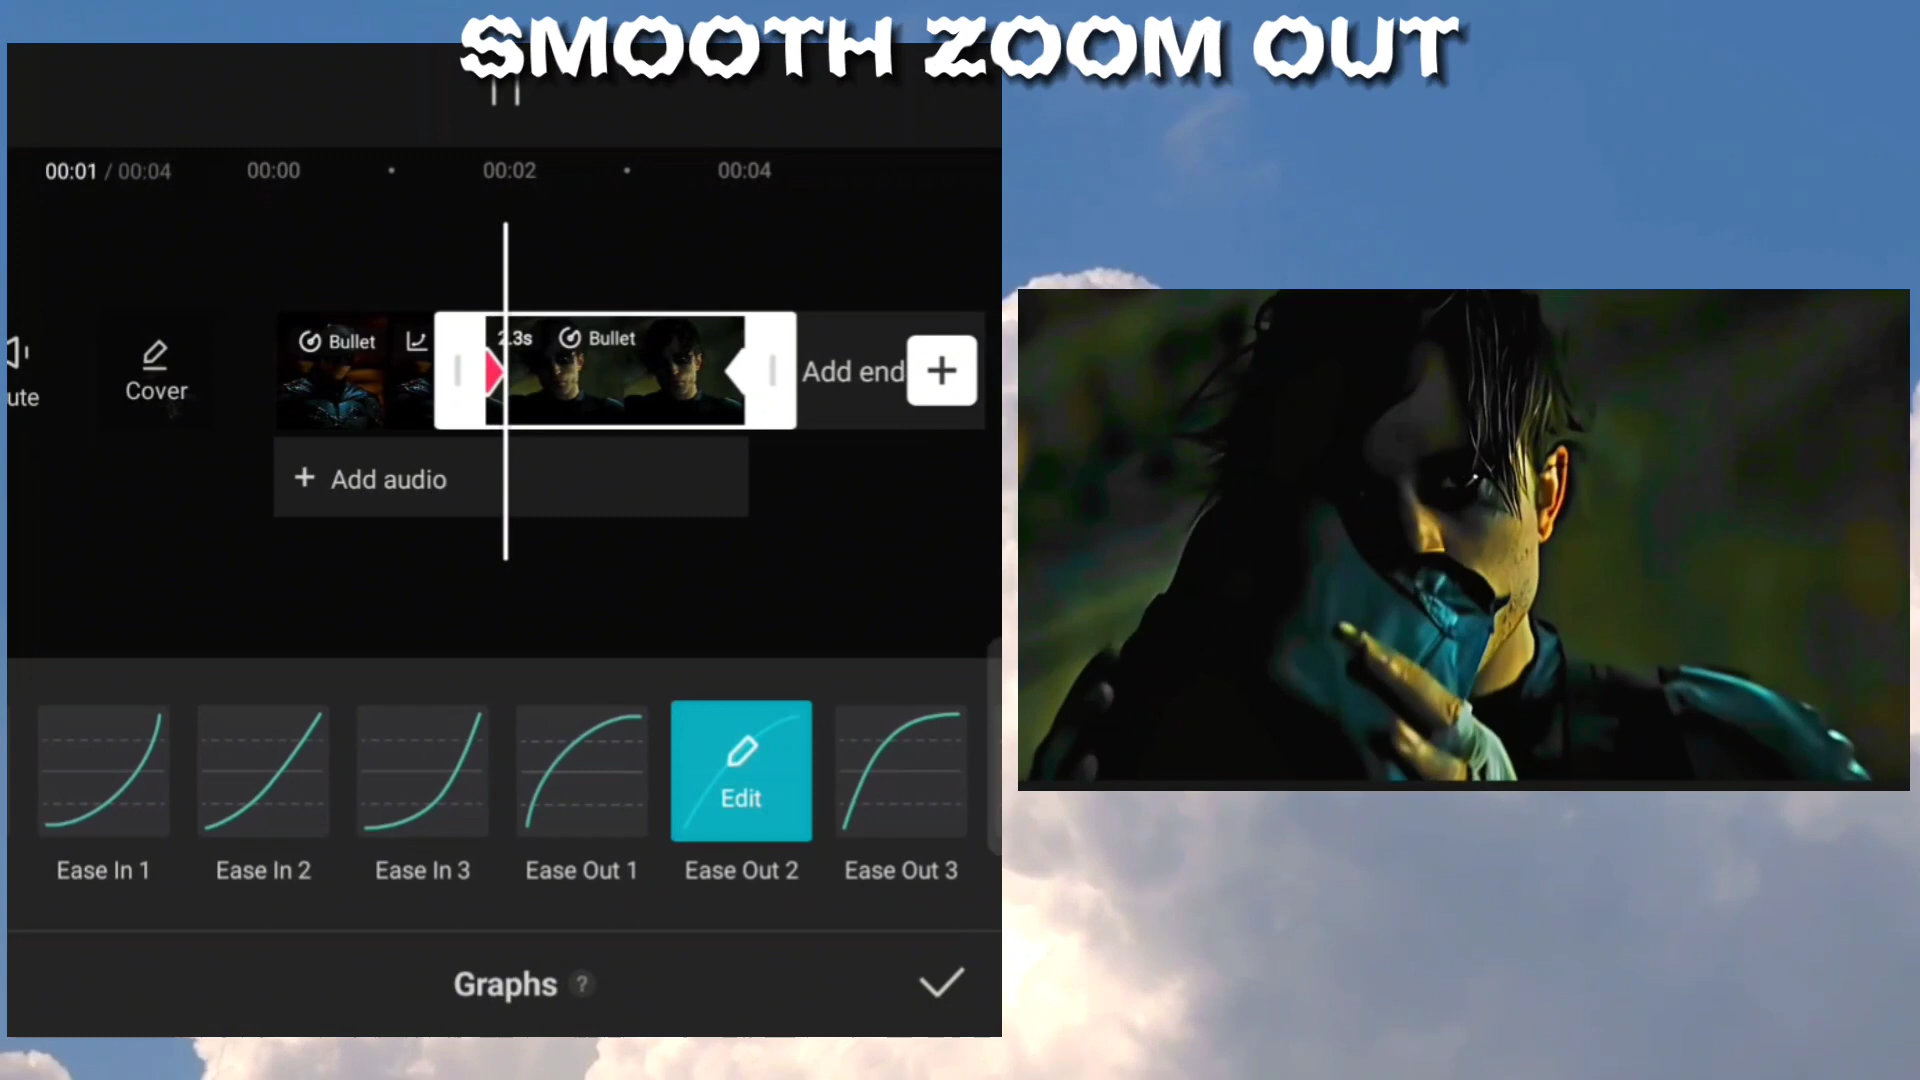 SMOOTH ZOOM OUT
00:01 / 00:04
00:00
00:02
00:04
ute
Cover
Bullet
2.3s
Bullet
Add end
+
+ Add audio
Edit
Ease In 1
Ease In 2
Ease In 3
Ease Out 1
Ease Out 2
Ease Out 3
Graphs ?